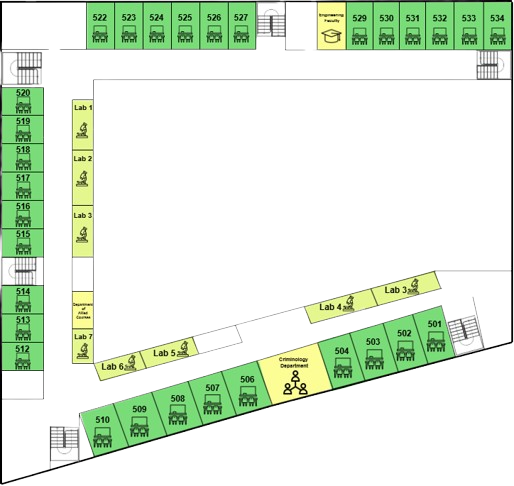 522 523 524 525 526 527
Engineering
Faculty
529 530 531 532 533 534
520
519
518
517
516
515
514
513
512
Lab 1
Lab 2
Lab 3
Department
of
Allied
Courses
Lab 7
Lab 6
Lab 5
Lab 4
Lab 3
510
509
508
507
506
Criminology
Department
504
503
502
501